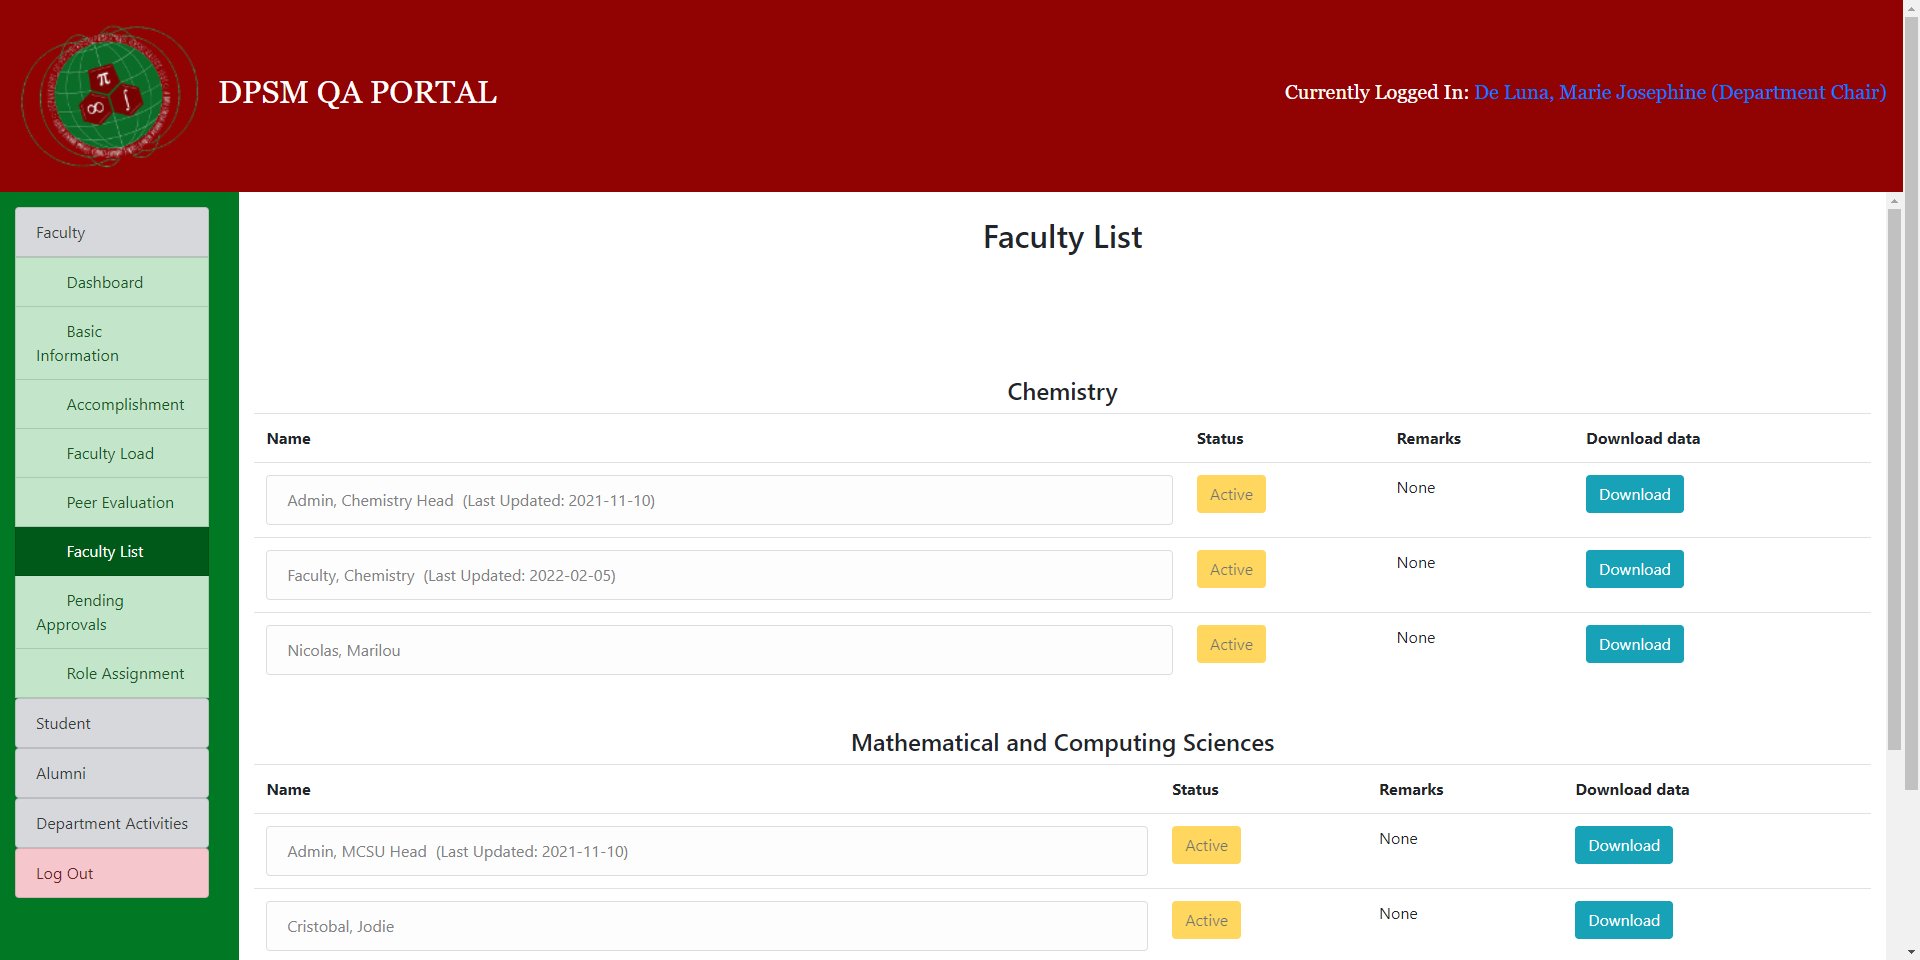 DPSM QA PORTAL
Currently Logged In: De Luna, Marie Josephine (Department Chair)
Faculty
Dashboard
Basic
Information
Accomplishment
Faculty Load
Peer Evaluation
Faculty List
Pending
Approvals
Role Assignment
Student
Alumni
Department Activities
Log Out
Faculty List
Chemistry
Name Status Remarks Download data
Admin, Chemistry Head (Last Updated: 2021-11-10) Active None Download
Faculty, Chemistry (Last Updated: 2022-02-05) Active None Download
Nicolas, Marilou Active None Download
Mathematical and Computing Sciences
Name Status Remarks Download data
Admin, MCSU Head (Last Updated: 2021-11-10) Active None Download
Cristobal, Jodie Active None Download
π
∞ ∫